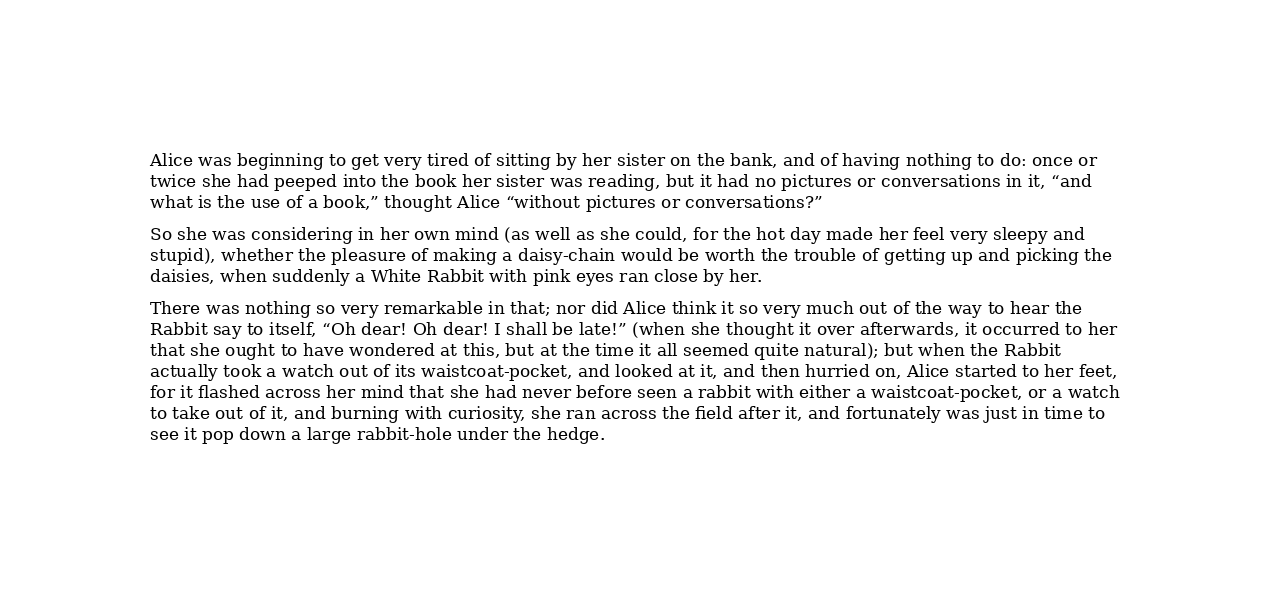 Alice was beginning to get very tired of sitting by her sister on the bank, and of having nothing to do: once or
twice she had peeped into the book her sister was reading, but it had no pictures or conversations in it, “and
what is the use of a book,” thought Alice “without pictures or conversations?”
So she was considering in her own mind (as well as she could, for the hot day made her feel very sleepy and
stupid), whether the pleasure of making a daisy-chain would be worth the trouble of getting up and picking the
daisies, when suddenly a White Rabbit with pink eyes ran close by her.
There was nothing so very remarkable in that; nor did Alice think it so very much out of the way to hear the
Rabbit say to itself, “Oh dear! Oh dear! I shall be late!” (when she thought it over afterwards, it occurred to her
that she ought to have wondered at this, but at the time it all seemed quite natural); but when the Rabbit
actually took a watch out of its waistcoat-pocket, and looked at it, and then hurried on, Alice started to her feet,
for it flashed across her mind that she had never before seen a rabbit with either a waistcoat-pocket, or a watch
to take out of it, and burning with curiosity, she ran across the field after it, and fortunately was just in time to
see it pop down a large rabbit-hole under the hedge.